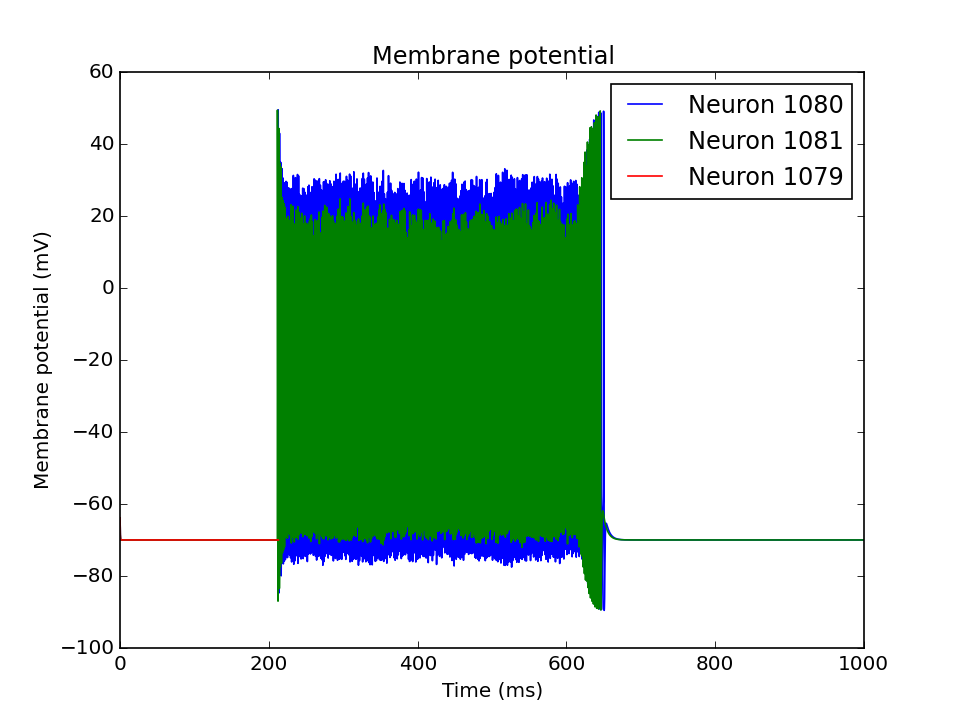 Membrane potential
60
40
20
0
−20
−40
−60
−80
−100
Membrane potential (mV)
Neuron 1080
Neuron 1081
Neuron 1079
0 200 400 600 800 1000
Time (ms)